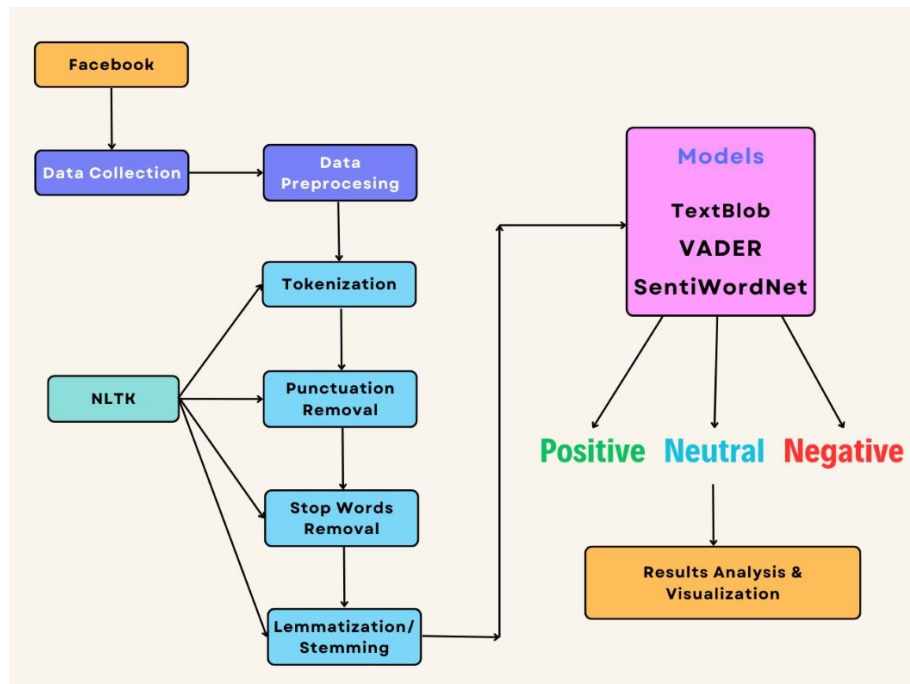 Facebook
Data Collection
Data
Preprocesing
Tokenization
NLTK
Punctuation
Removal
Stop Words
Removal
Lemmatization/
Stemming
Models
TextBlob
VADER
SentiWordNet
Positive Neutral Negative
Results Analysis &
Visualization